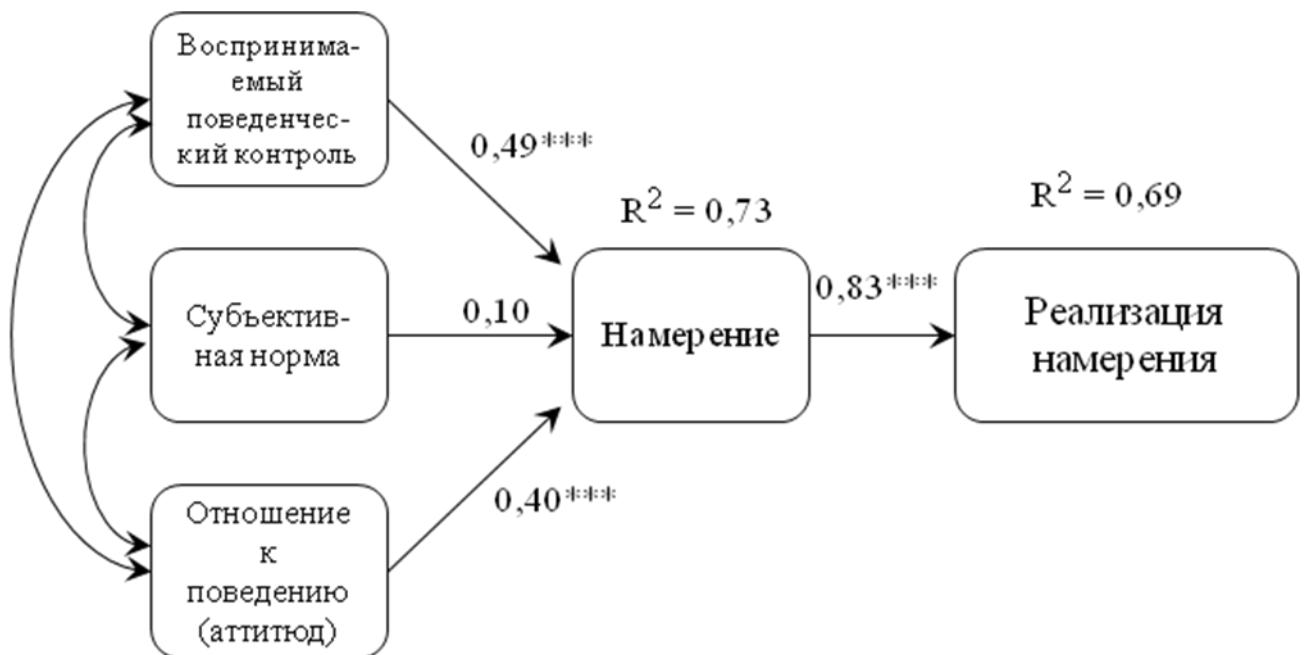 Воспринима-
емый
поведенчес-
кий контроль
0,49***
R² = 0,73
R² = 0,69
Субъектив-
ная норма
0,10
Намерение
0,83***
Реализация
намерения
Отношение
к
поведению
(аттитюд)
0,40***